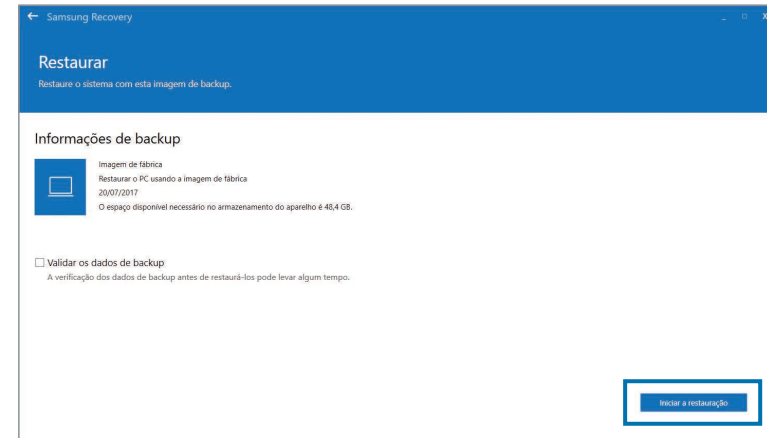 Samsung Recovery
Restaurar
Restaure o sistema com esta imagem de backup.
Informações de backup
Imagem de fábrica
Restaurar o PC usando a imagem de fábrica
20/07/2017
O espaço disponível necessário no armazenamento do aparelho é 48,4 GB.
Validar os dados de backup
A verificação dos dados de backup antes de restaurá-los pode levar algum tempo.
Iniciar a restauração